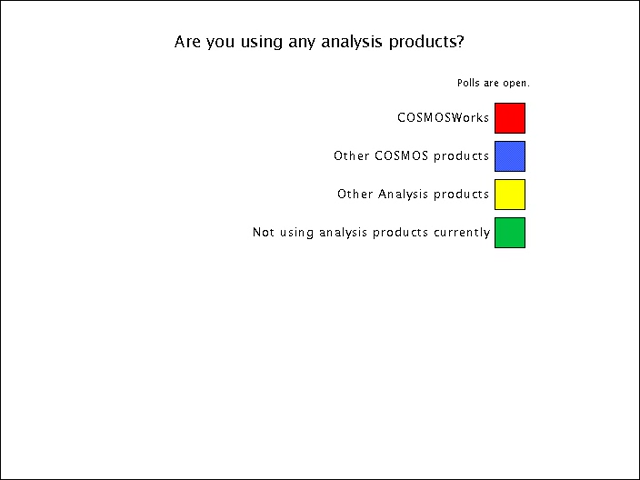 Are you using any analysis products?
Polls are open.
COSMOSWorks
Other COSMOS products
Other Analysis products
Not using analysis products currently